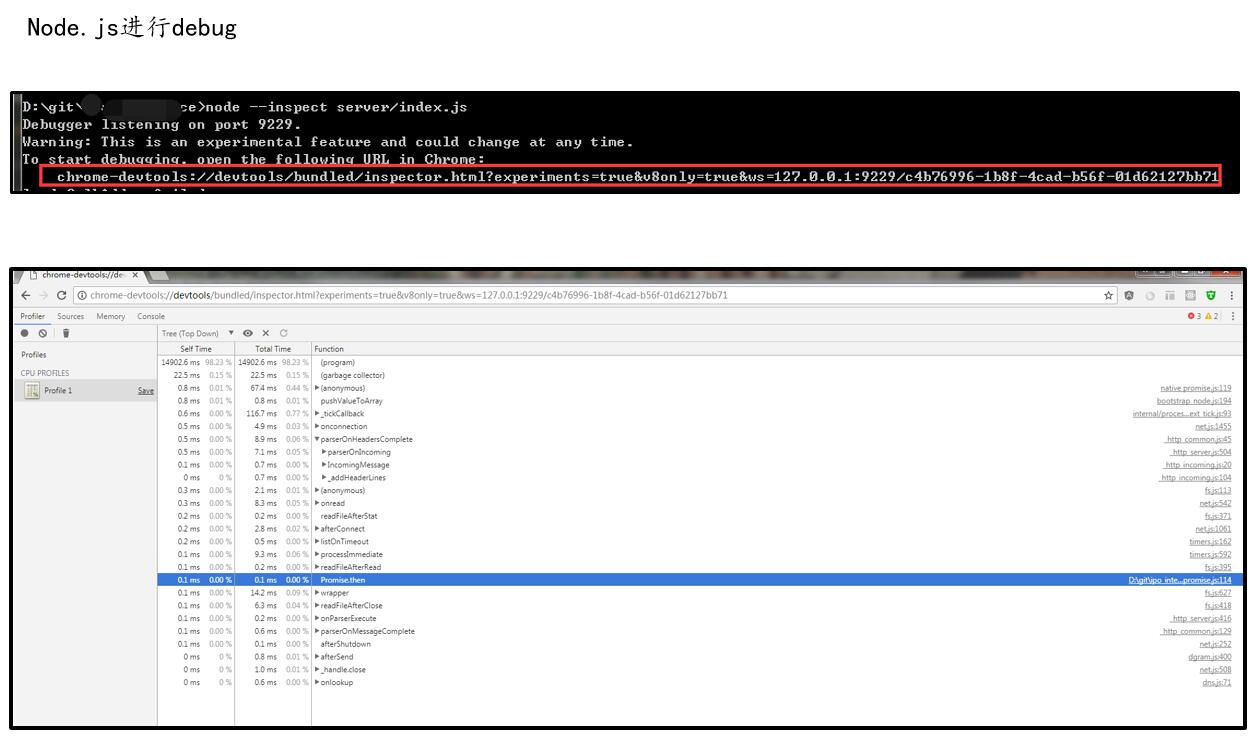 Node.js进行debug
D:\git\ ce>node --inspect server/index.js
Debugger listening on port 9229.
Warning: This is an experimental feature and could change at any time.
To start debugging, open the following URL in Chrome:
chrome-devtools://devtools/bundled/inspector.html?experiments=true&v8only=true&ws=127.0.0.1:9229/c4b76996-1b8f-4cad-b56f-01d62127bb71
chrome-devtools://de
chrome-devtools://devtools/bundled/inspector.html?experiments=true&v8only=true&ws=127.0.0.1:9229/c4b76996-1b8f-4cad-b56f-01d62127bb71
Profiler Sources Memory Console 3 2
Tree (Top Down)
Profiles
CPU PROFILES
Profile 1 Save
Self Time Total Time Function
14902.6 ms 98.23 % 14902.6 ms 98.23 % (program)
22.5 ms 0.15 % 22.5 ms 0.15 % (garbage collector)
0.8 ms 0.01 % 67.4 ms 0.44 % (anonymous) native promise.js:119
0.8 ms 0.01 % 0.8 ms 0.01 % pushValueToArray bootstrap_node.js:194
0.6 ms 0.00 % 116.7 ms 0.77 % _tickCallback internal/proces…ext_tick.js:93
0.5 ms 0.00 % 4.9 ms 0.03 % onconnection net.js:1455
0.5 ms 0.00 % 8.9 ms 0.06 % parserOnHeadersComplete _http_common.js:45
0.5 ms 0.00 % 7.1 ms 0.05 % parserOnIncoming _http_server.js:504
0.1 ms 0.00 % 0.7 ms 0.00 % IncomingMessage _http_incoming.js:20
0 ms 0 % 0.7 ms 0.00 % _addHeaderLines _http_incoming.js:104
0.3 ms 0.00 % 2.1 ms 0.01 % (anonymous) fs.js:113
0.3 ms 0.00 % 8.3 ms 0.05 % onread net.js:542
0.2 ms 0.00 % 0.2 ms 0.00 % readFileAfterStat fs.js:371
0.2 ms 0.00 % 2.8 ms 0.02 % afterConnect net.js:1061
0.2 ms 0.00 % 0.5 ms 0.00 % listOnTimeout timers.js:162
0.1 ms 0.00 % 9.3 ms 0.06 % processImmediate timers.js:592
0.1 ms 0.00 % 0.2 ms 0.00 % readFileAfterRead fs.js:395
0.1 ms 0.00 % 0.1 ms 0.00 % Promise.then D:\git\ipo_inte…promise.js:114
0.1 ms 0.00 % 14.2 ms 0.09 % wrapper fs.js:627
0.1 ms 0.00 % 6.3 ms 0.04 % readFileAfterClose fs.js:418
0.1 ms 0.00 % 0.2 ms 0.00 % onParserExecute _http_server.js:416
0.1 ms 0.00 % 0.6 ms 0.00 % parserOnMessageComplete _http_common.js:129
0.1 ms 0.00 % 0.1 ms 0.00 % afterShutdown net.js:252
0 ms 0 % 0.8 ms 0.01 % afterSend dgram.js:400
0 ms 0 % 1.0 ms 0.01 % _handle.close net.js:508
0 ms 0 % 0.6 ms 0.00 % onlookup dns.js:71